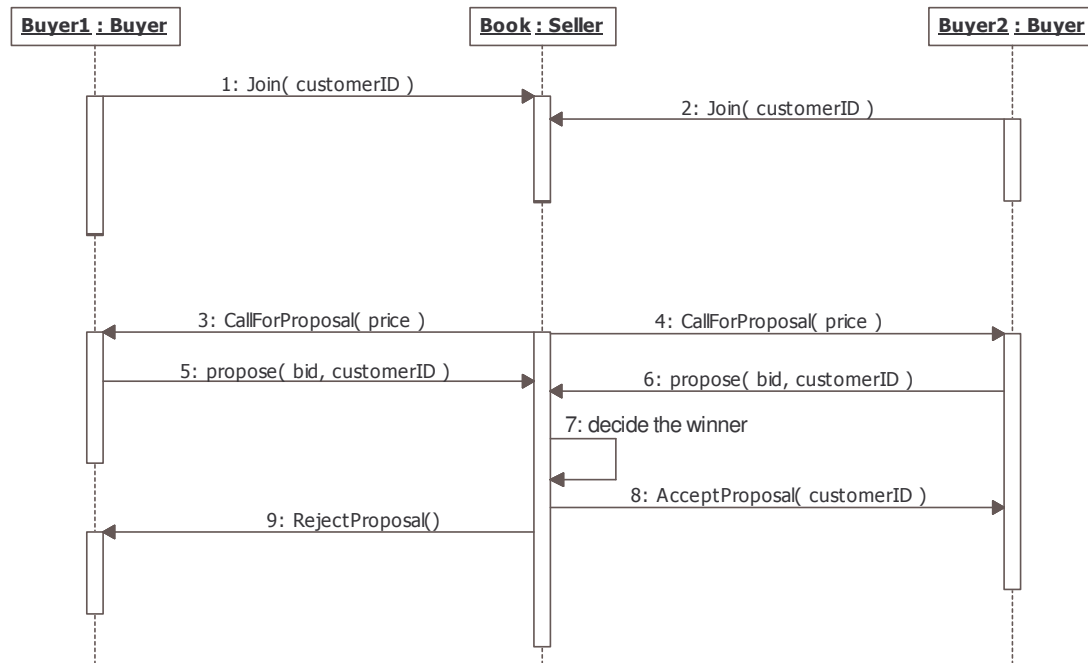 Buyer1 : Buyer
Book : Seller
Buyer2 : Buyer
1: Join( customerID )
2: Join( customerID )
3: CallForProposal( price )
4: CallForProposal( price )
5: propose( bid, customerID )
6: propose( bid, customerID )
7: decide the winner
8: AcceptProposal( customerID )
9: RejectProposal()